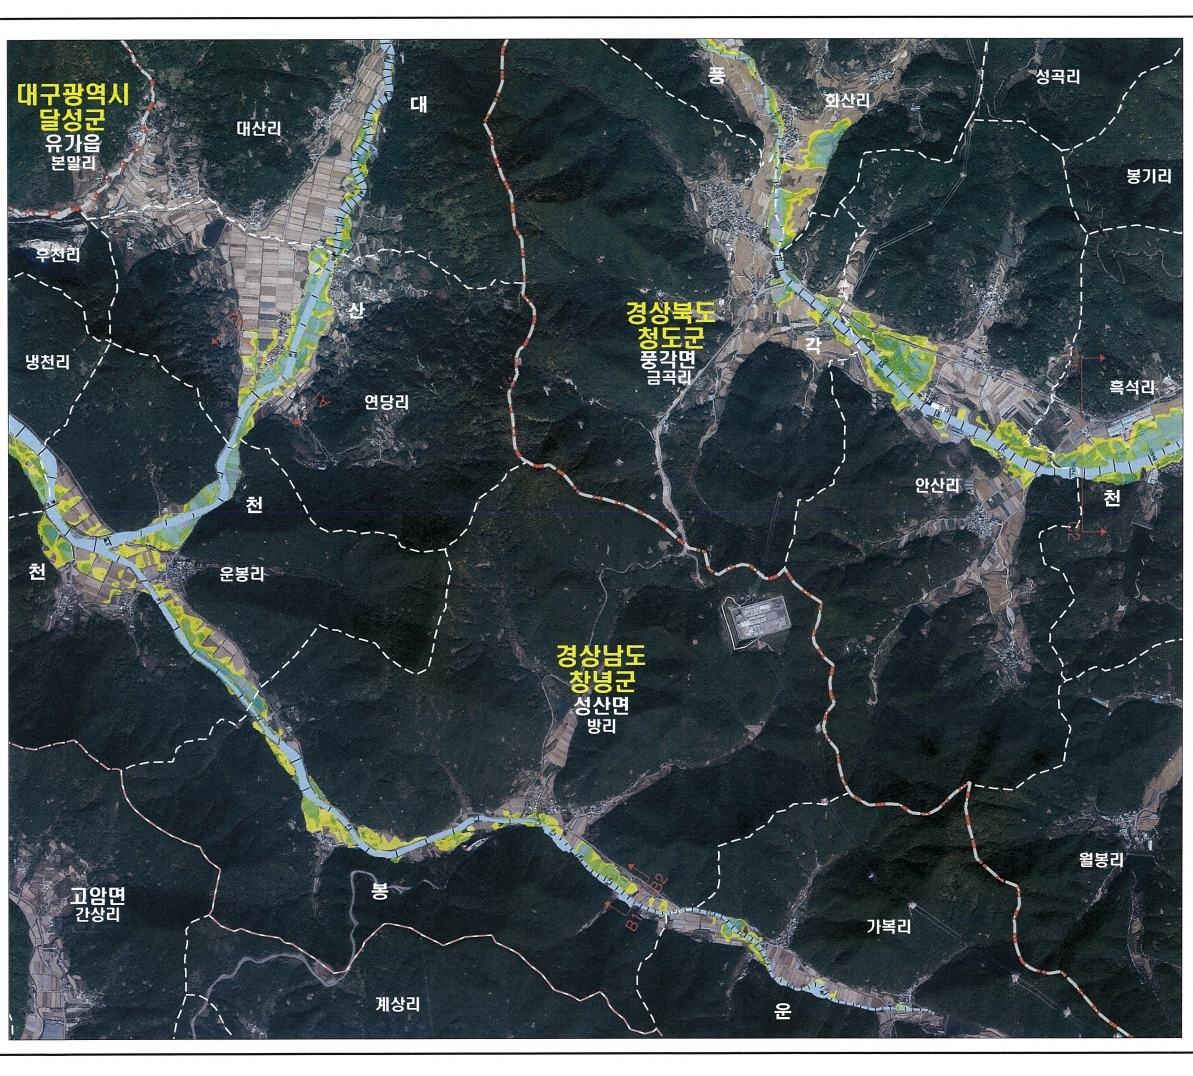 대구광역시
달성군
유가읍
본말리
대산리
대
풍
화산리
성곡리
봉기리
우천리
산
경상북도
청도군
풍각면
금곡리
각
냉천리
연당리
흑석리
안산리
천
천
천
운봉리
경상남도
창녕군
성산면
방리
월봉리
고암면
간상리
봉
B2
B
가복리
계상리
운